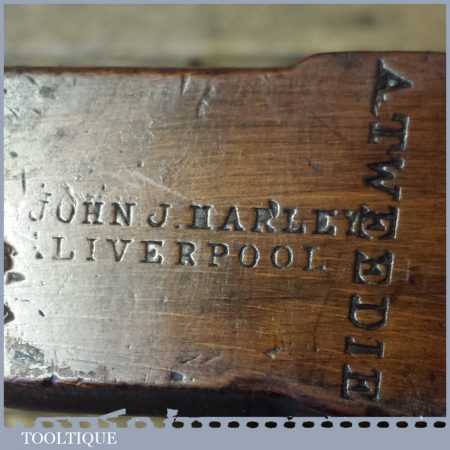 JOHN J. HARLEY
LIVERPOOL
A TWEEDIE
TOOLTIQUE